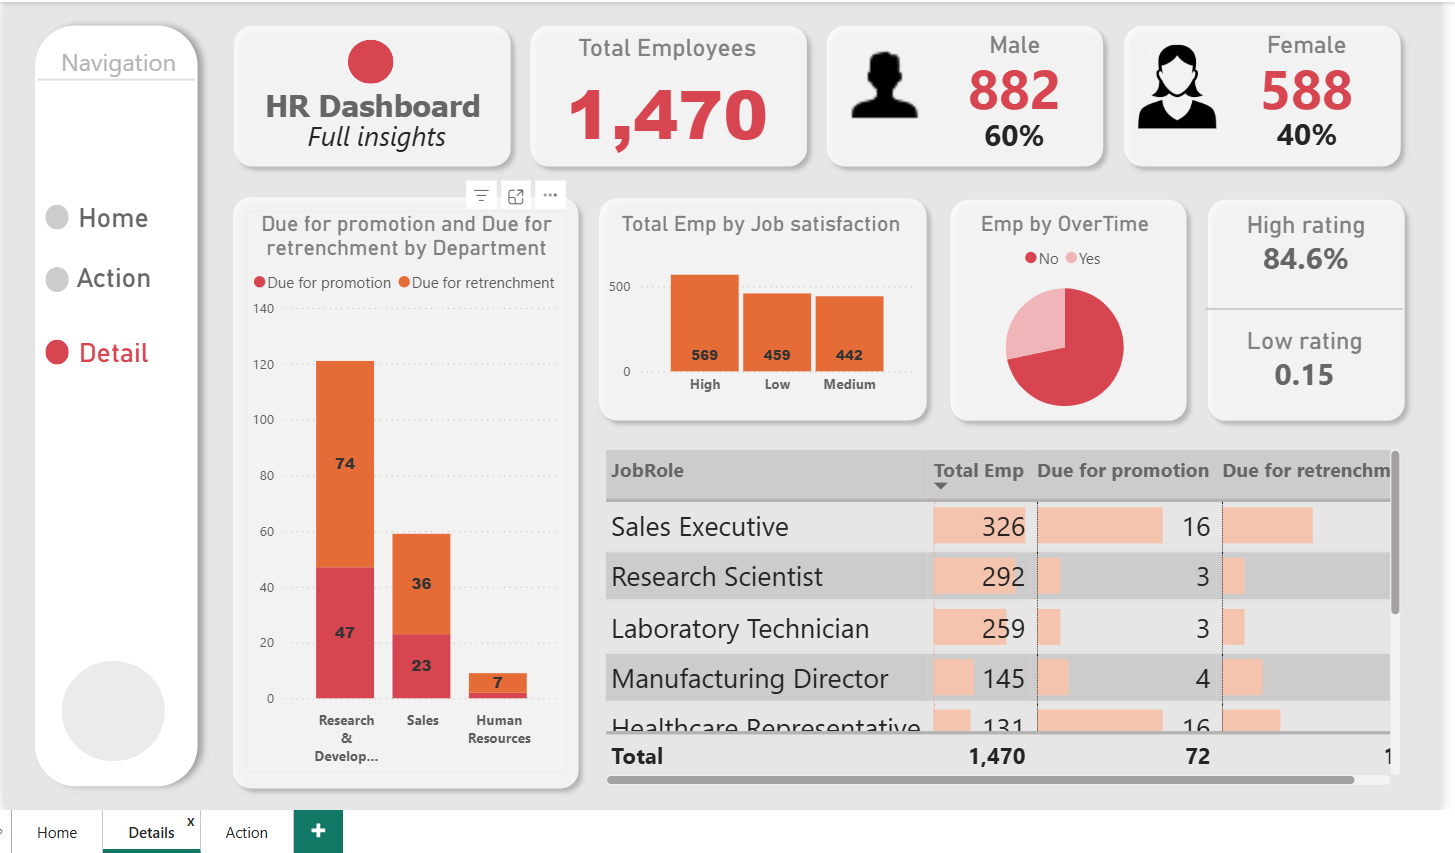 Navigation
Home
Action
Detail
HR Dashboard
Full insights
Total Employees
1,470
Male
882
60%
Female
588
40%
Due for promotion and Due for
retrenchment by Department
Due for promotion Due for retrenchment
140
120
100
80
60
40
20
0
74
47
36
23
7
Research
&
Develop...
Sales
Human
Resources
Total Emp by Job satisfaction
500
0
569 459 442
High Low Medium
Emp by OverTime
No Yes
High rating
84.6%
Low rating
0.15
JobRole Total Emp Due for promotion Due for retrenchm
Sales Executive 326 16
Research Scientist 292 3
Laboratory Technician 259 3
Manufacturing Director 145 4
Healthcare Representative 131 16
Total 1,470 72 1
Home Details x Action +